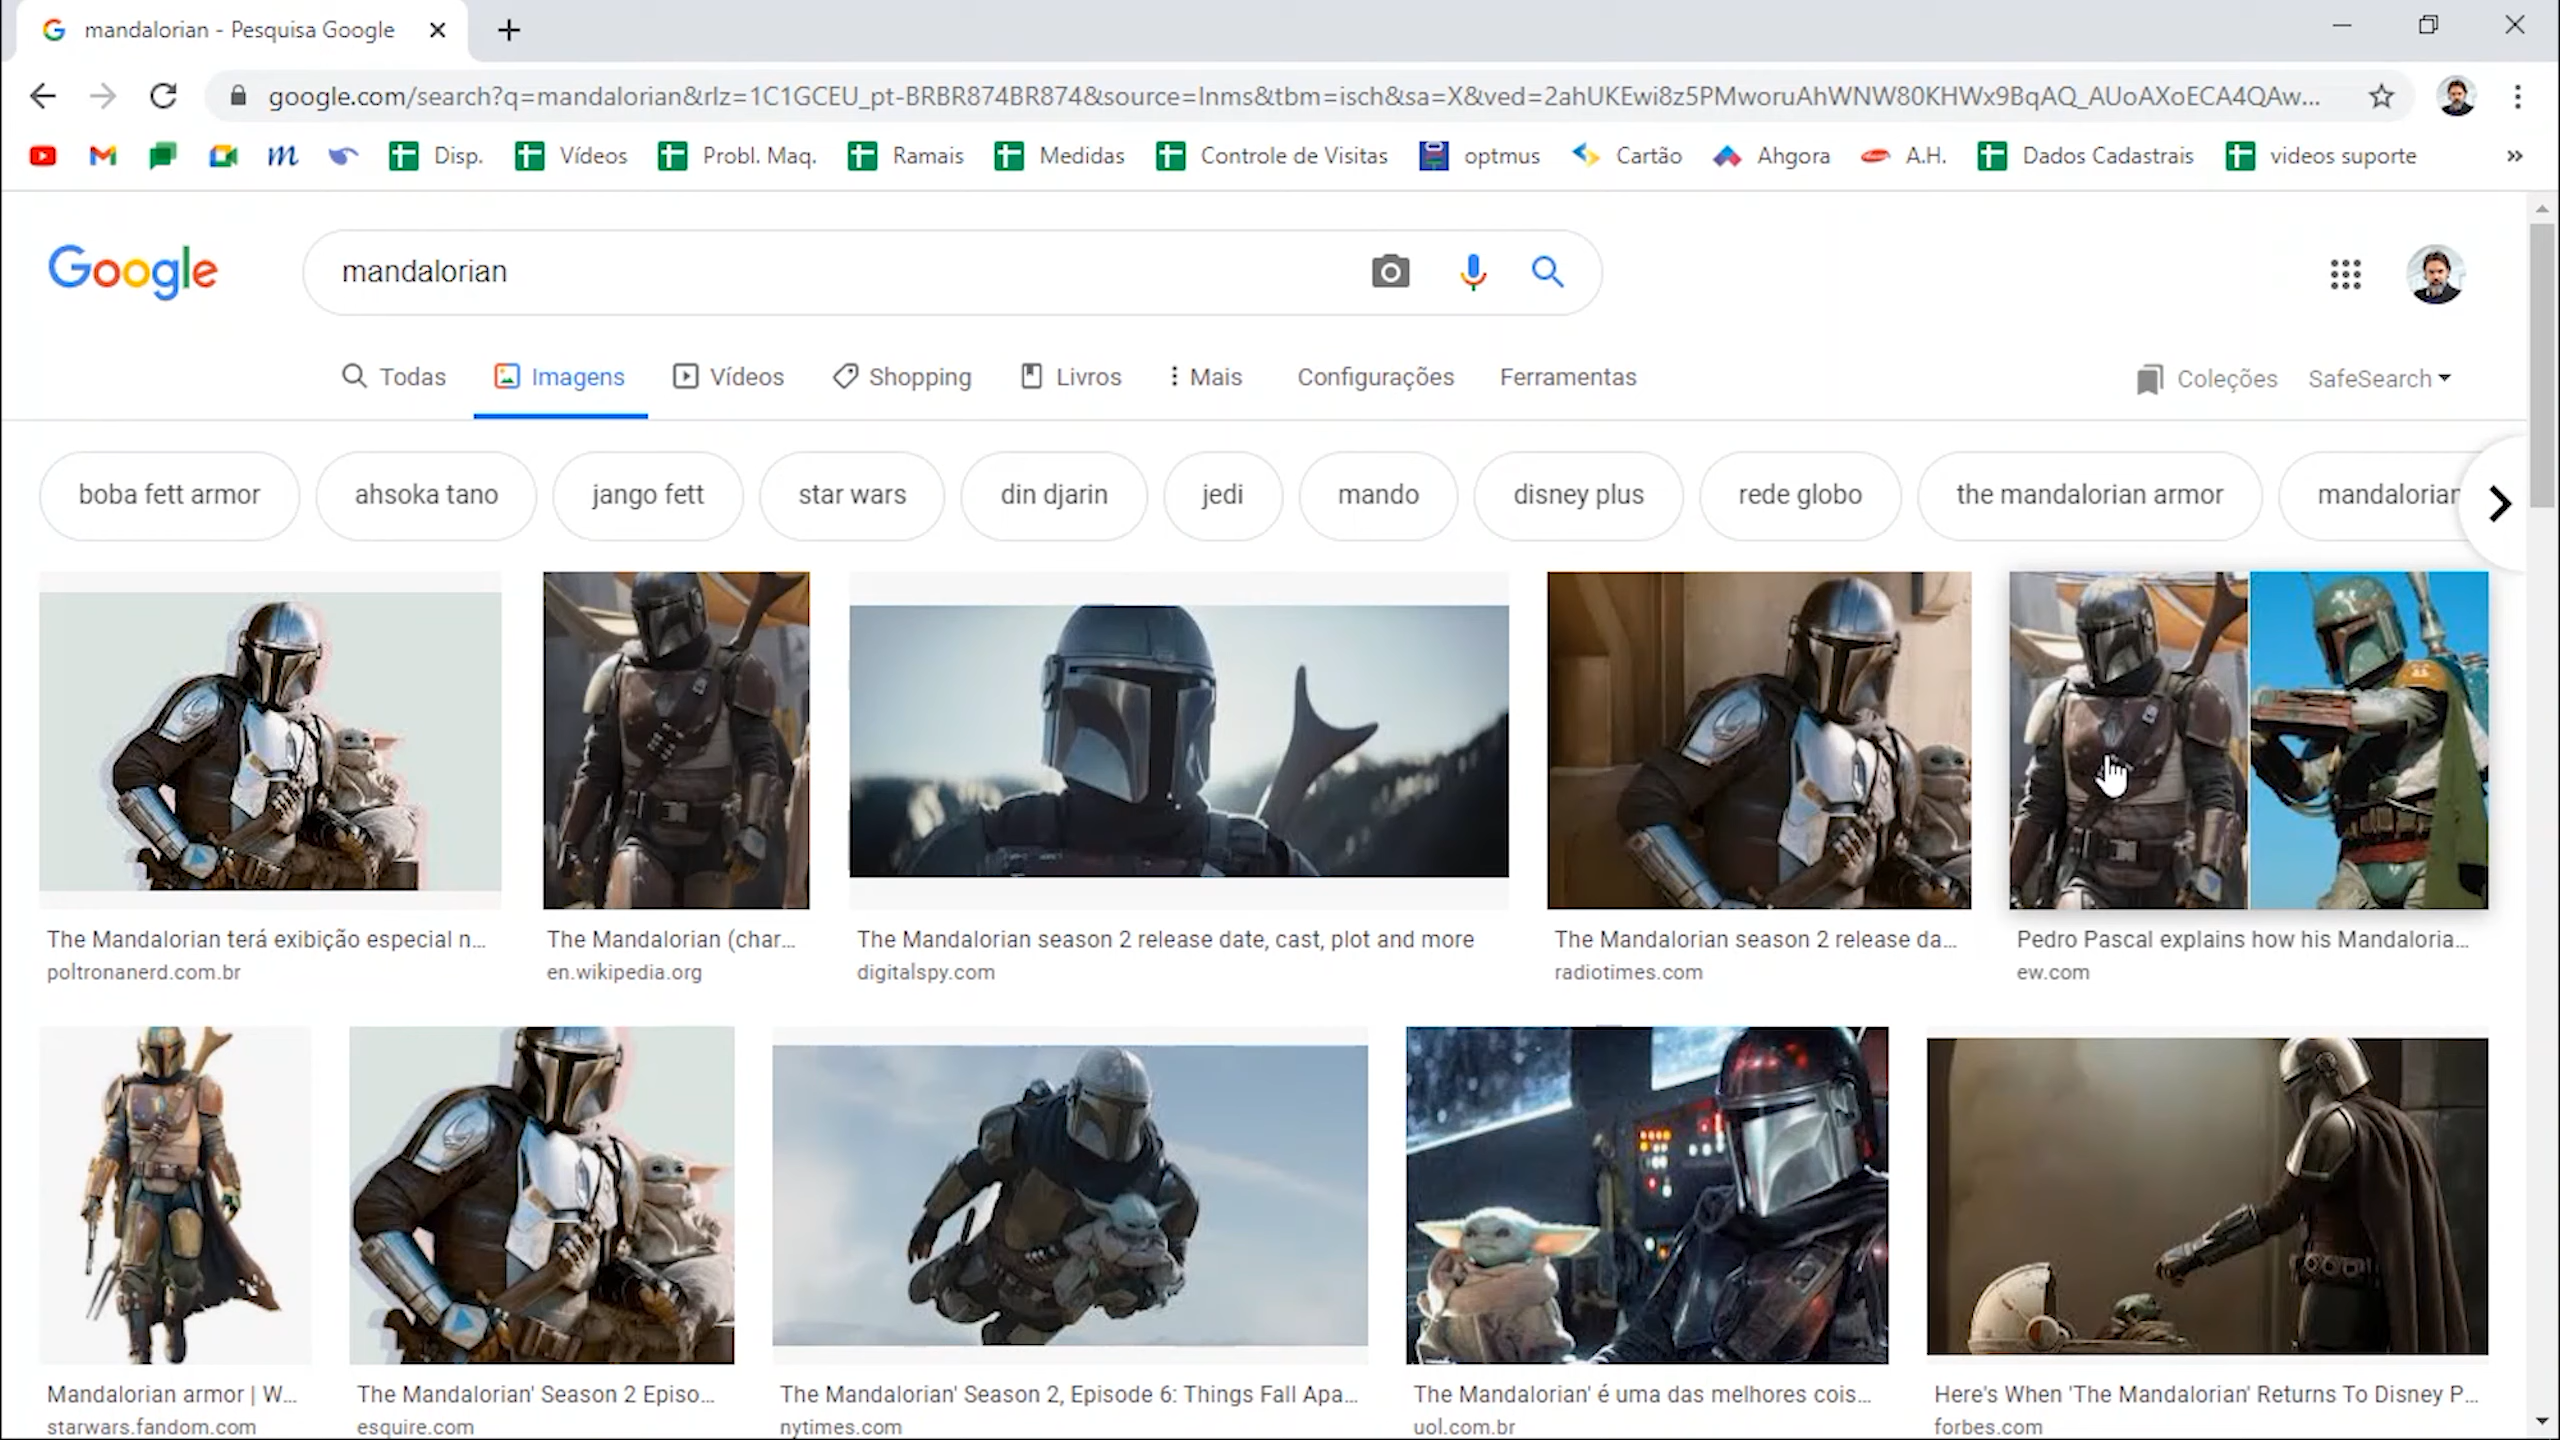 mandalorian - Pesquisa Google
google.com/search?q=mandalorian&rlz=1C1GCEU_pt-BRBR874BR874&source=lnms&tbm=isch&sa=X&ved=2ahUKEwi8z5PMworuAhWNW80KHWx9BqAQ_AUoAXoECA4QAw...
Disp. Vídeos Probl. Maq. Ramais Medidas Controle de Visitas optmus Cartão Ahgora A.H. Dados Cadastrais videos suporte »
Google mandalorian
Todas Imagens Vídeos Shopping Livros Mais Configurações Ferramentas Coleções SafeSearch
boba fett armor ahsoka tano jango fett star wars din djarin jedi mando disney plus rede globo the mandalorian armor mandalorian
The Mandalorian terá exibição especial n... The Mandalorian (char... The Mandalorian season 2 release date, cast, plot and more The Mandalorian season 2 release da... Pedro Pascal explains how his Mandaloria...
poltronanerd.com.br en.wikipedia.org digitalspy.com radiotimes.com ew.com
Mandalorian armor | W... The Mandalorian' Season 2 Episo... The Mandalorian' Season 2, Episode 6: Things Fall Apa... The Mandalorian' é uma das melhores cois... Here's When 'The Mandalorian' Returns To Disney P...
starwars.fandom.com esquire.com nytimes.com uol.com.br forbes.com